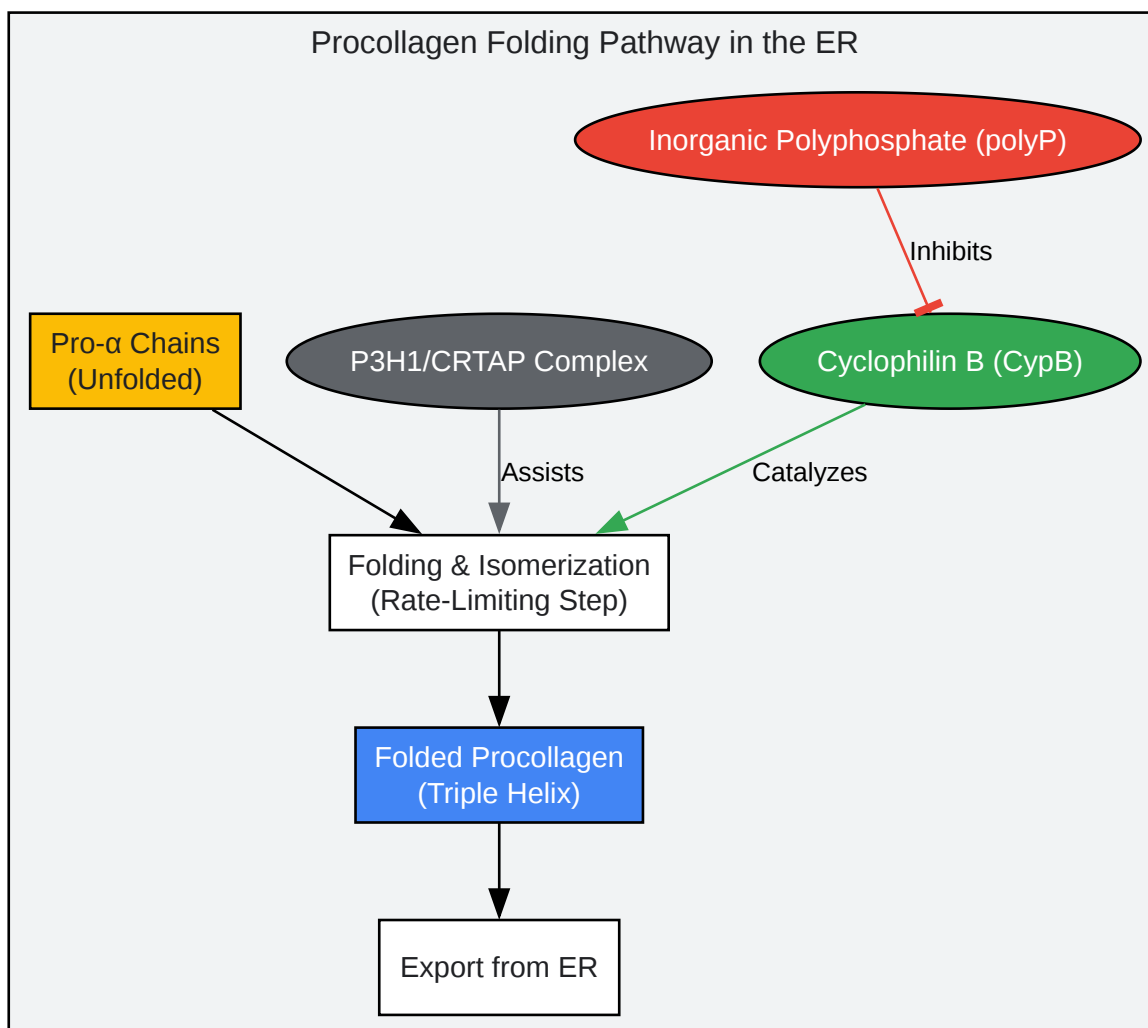 Procollagen Folding Pathway in the ER
Inorganic Polyphosphate (polyP)
Inhibits
Pro-α Chains
(Unfolded)
P3H1/CRTAP Complex
Cyclophilin B (CypB)
Assists
Catalyzes
Folding & Isomerization
(Rate-Limiting Step)
Folded Procollagen
(Triple Helix)
Export from ER